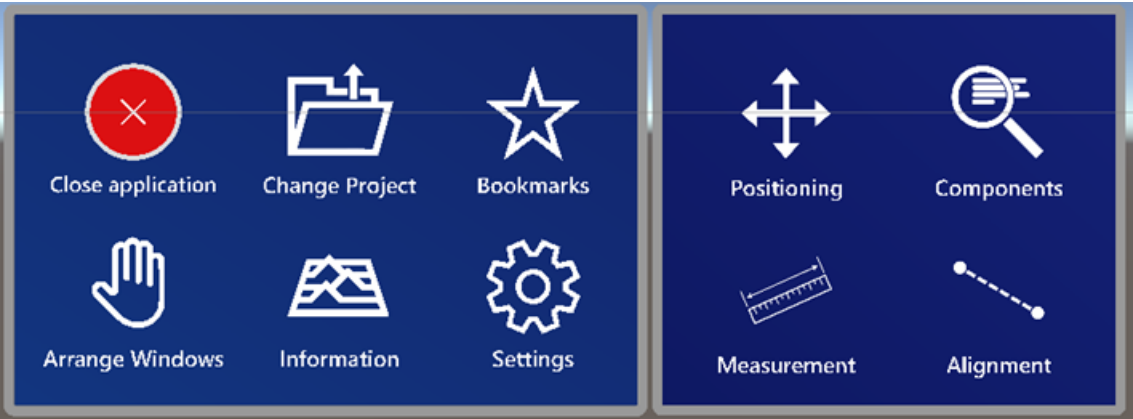 Close application
Change Project
Bookmarks
Arrange Windows
Information
Settings
Positioning
Components
Measurement
Alignment